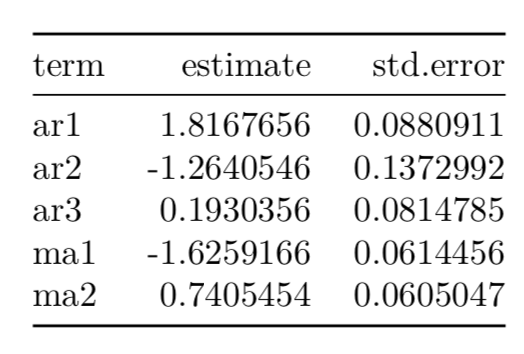 term estimate std.error
ar1 1.8167656 0.0880911
ar2 -1.2640546 0.1372992
ar3 0.1930356 0.0814785
ma1 -1.6259166 0.0614456
ma2 0.7405454 0.0605047